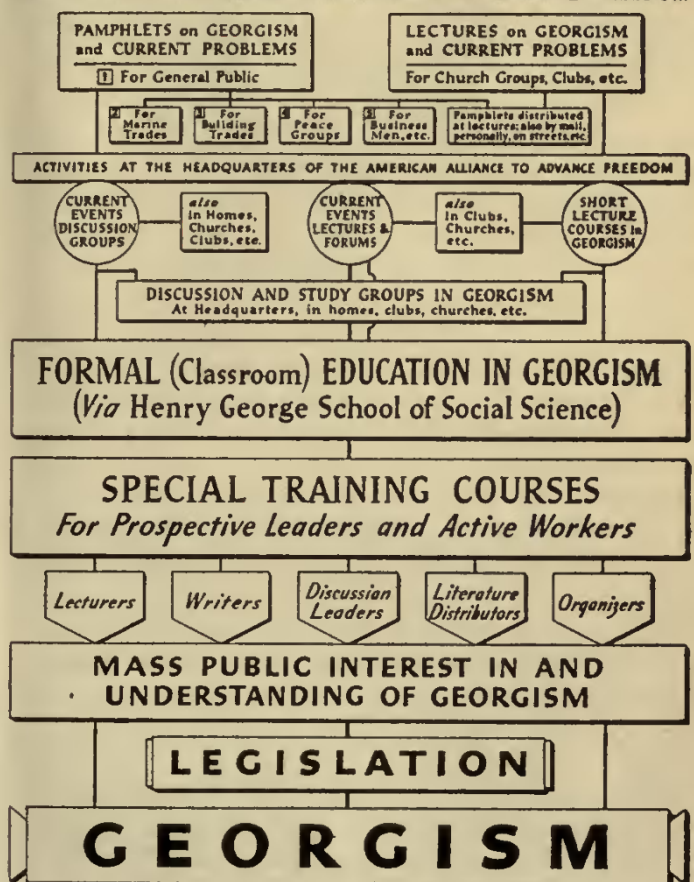 PAMPHLETS on GEORGISM
and CURRENT PROBLEMS
1 For General Public
LECTURES on GEORGISM
and CURRENT PROBLEMS
For Church Groups, Clubs, etc.
2 For
Marine
Trades
3 For
Building
Trades
4 For
Peace
Groups
5 For
Business
Men, etc.
Pamphlets distributed
at lectures; also by mail,
personally, on streets, etc.
ACTIVITIES AT THE HEADQUARTERS OF THE AMERICAN ALLIANCE TO ADVANCE FREEDOM
CURRENT
EVENTS
DISCUSSION
GROUPS
also
in Homes,
Churches,
Clubs, etc.
CURRENT
EVENTS
LECTURES &
FORUMS
also
in Clubs,
Churches,
etc.
SHORT
LECTURE
COURSES in
GEORGISM
DISCUSSION AND STUDY GROUPS IN GEORGISM
At Headquarters, in homes, clubs, churches, etc.
FORMAL (Classroom) EDUCATION IN GEORGISM
(Via Henry George School of Social Science)
SPECIAL TRAINING COURSES
For Prospective Leaders and Active Workers
Lecturers
Writers
Discussion
Leaders
Literature
Distributors
Organizers
MASS PUBLIC INTEREST IN AND
UNDERSTANDING OF GEORGISM
LEGISLATION
GEORGISM